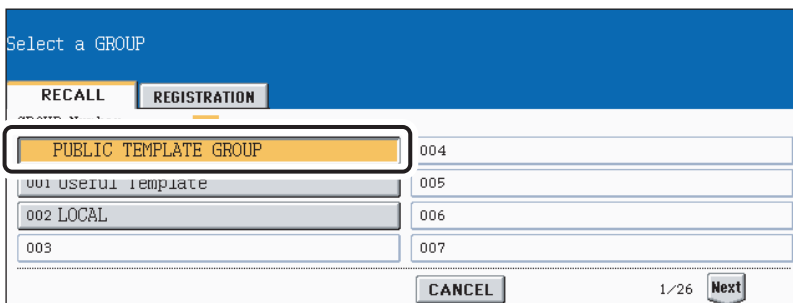 Select a GROUP
RECALL REGISTRATION
PUBLIC TEMPLATE GROUP
001 Useful Template
002 LOCAL
003
004
005
006
007
CANCEL 1/26 Next